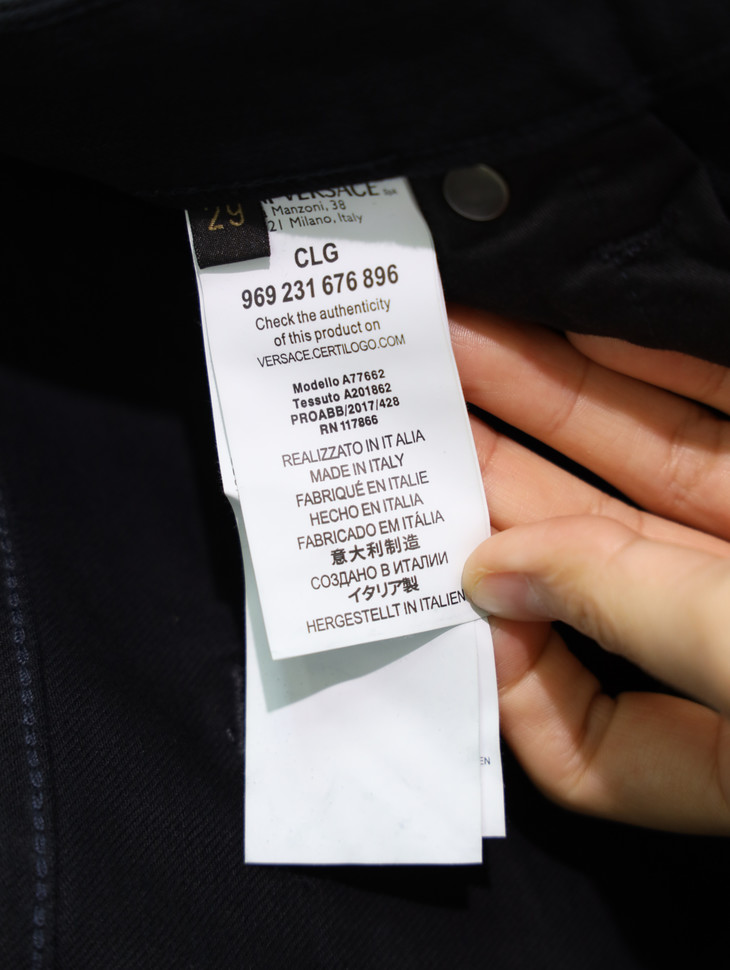 29
VERSACE SpA
Manzoni, 38
21 Milano, Italy
CLG
969 231 676 896
Check the authenticity
of this product on
VERSACE.CERTILOGO.COM
Modello A77662
Tessuto A201862
PROABB/2017/428
RN 117866
REALIZZATO IN ITALIA
MADE IN ITALY
FABRIQUÉ EN ITALIE
HECHO EN ITALIA
FABRICADO EM ITÁLIA
意大利制造
СОЗДАНО В ИТАЛИИ
イタリア製
HERGESTELLT IN ITALIEN
EN